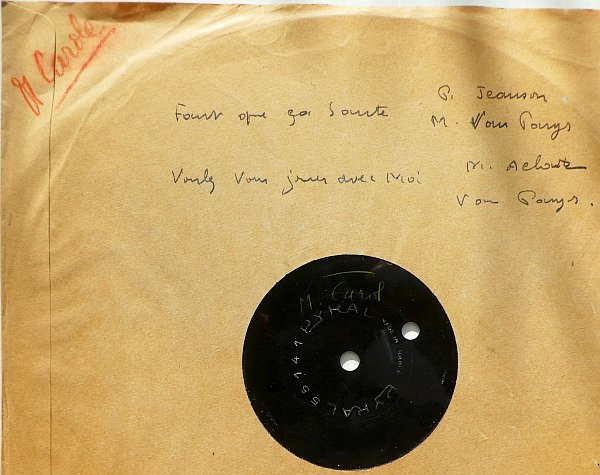 M Carole
Faut que ça Saute P. Jeanson
M. Van Parys
Voulez Vous jouer avec Moi M. Achard
Van Parys.
M Carol
PYRAL
PYRAL 55141